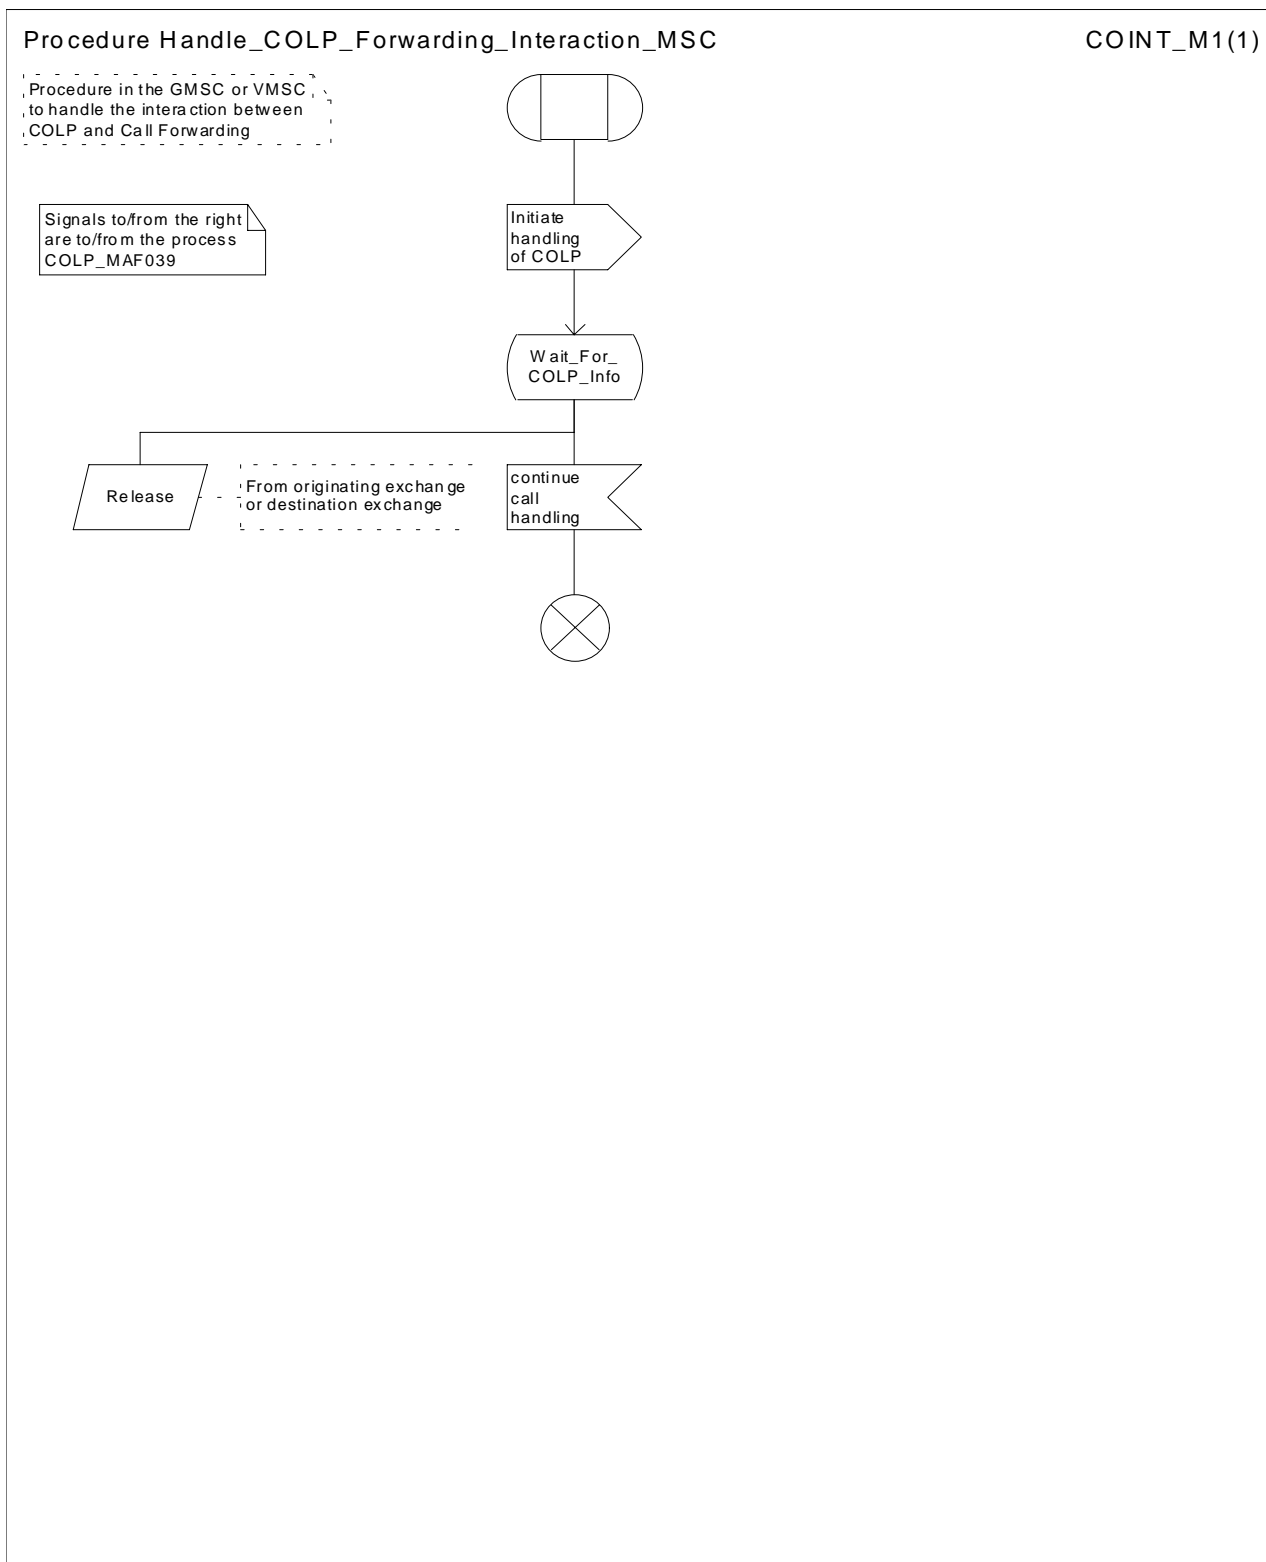 Procedure Handle_COLP_Forwarding_Interaction_MSC
COINT_M1(1)
Procedure in the GMSC or VMSC
to handle the interaction between
COLP and Call Forwarding
Signals to/from the right
are to/from the process
COLP_MAF039
Initiate
handling
of COLP
Wait_For_
COLP_Info
Release
From originating exchange
or destination exchange
continue
call
handling